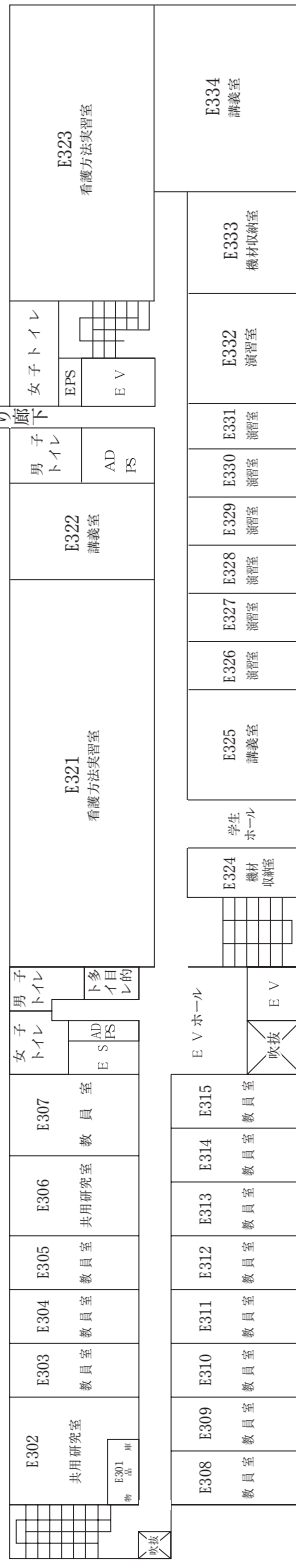 E302
共用研究室
E301
物品庫
E303
教員室
E304
教員室
E305
教員室
E306
共用研究室
E307
教員室
女子
トイレ
E S
AD
PS
男子
トイレ
多目的
トイレ
E321
看護方法実習室
E322
講義室
男子
トイレ
AD
PS
り
廊
下
女子トイレ
EPS
E V
E323
看護方法実習室
吹抜
E308
教員室
E309
教員室
E310
教員室
E311
教員室
E312
教員室
E313
教員室
E314
教員室
E315
教員室
E Vホール
吹抜
E V
E324
機材
収納室
学生
ホール
E325
講義室
E326
演習室
E327
演習室
E328
演習室
E329
演習室
E330
演習室
E331
演習室
E332
演習室
E333
機材収納室
E334
講義室